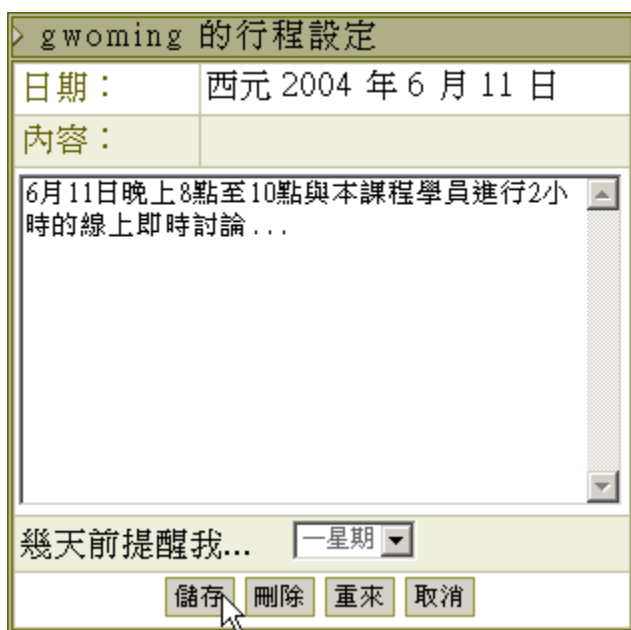 gwoming 的行程設定
日期：
西元 2004 年 6 月 11 日
內容：
6月11日晚上8點至10點與本課程學員進行2小
時的線上即時討論...
幾天前提醒我...
一星期
儲存 刪除 重來 取消